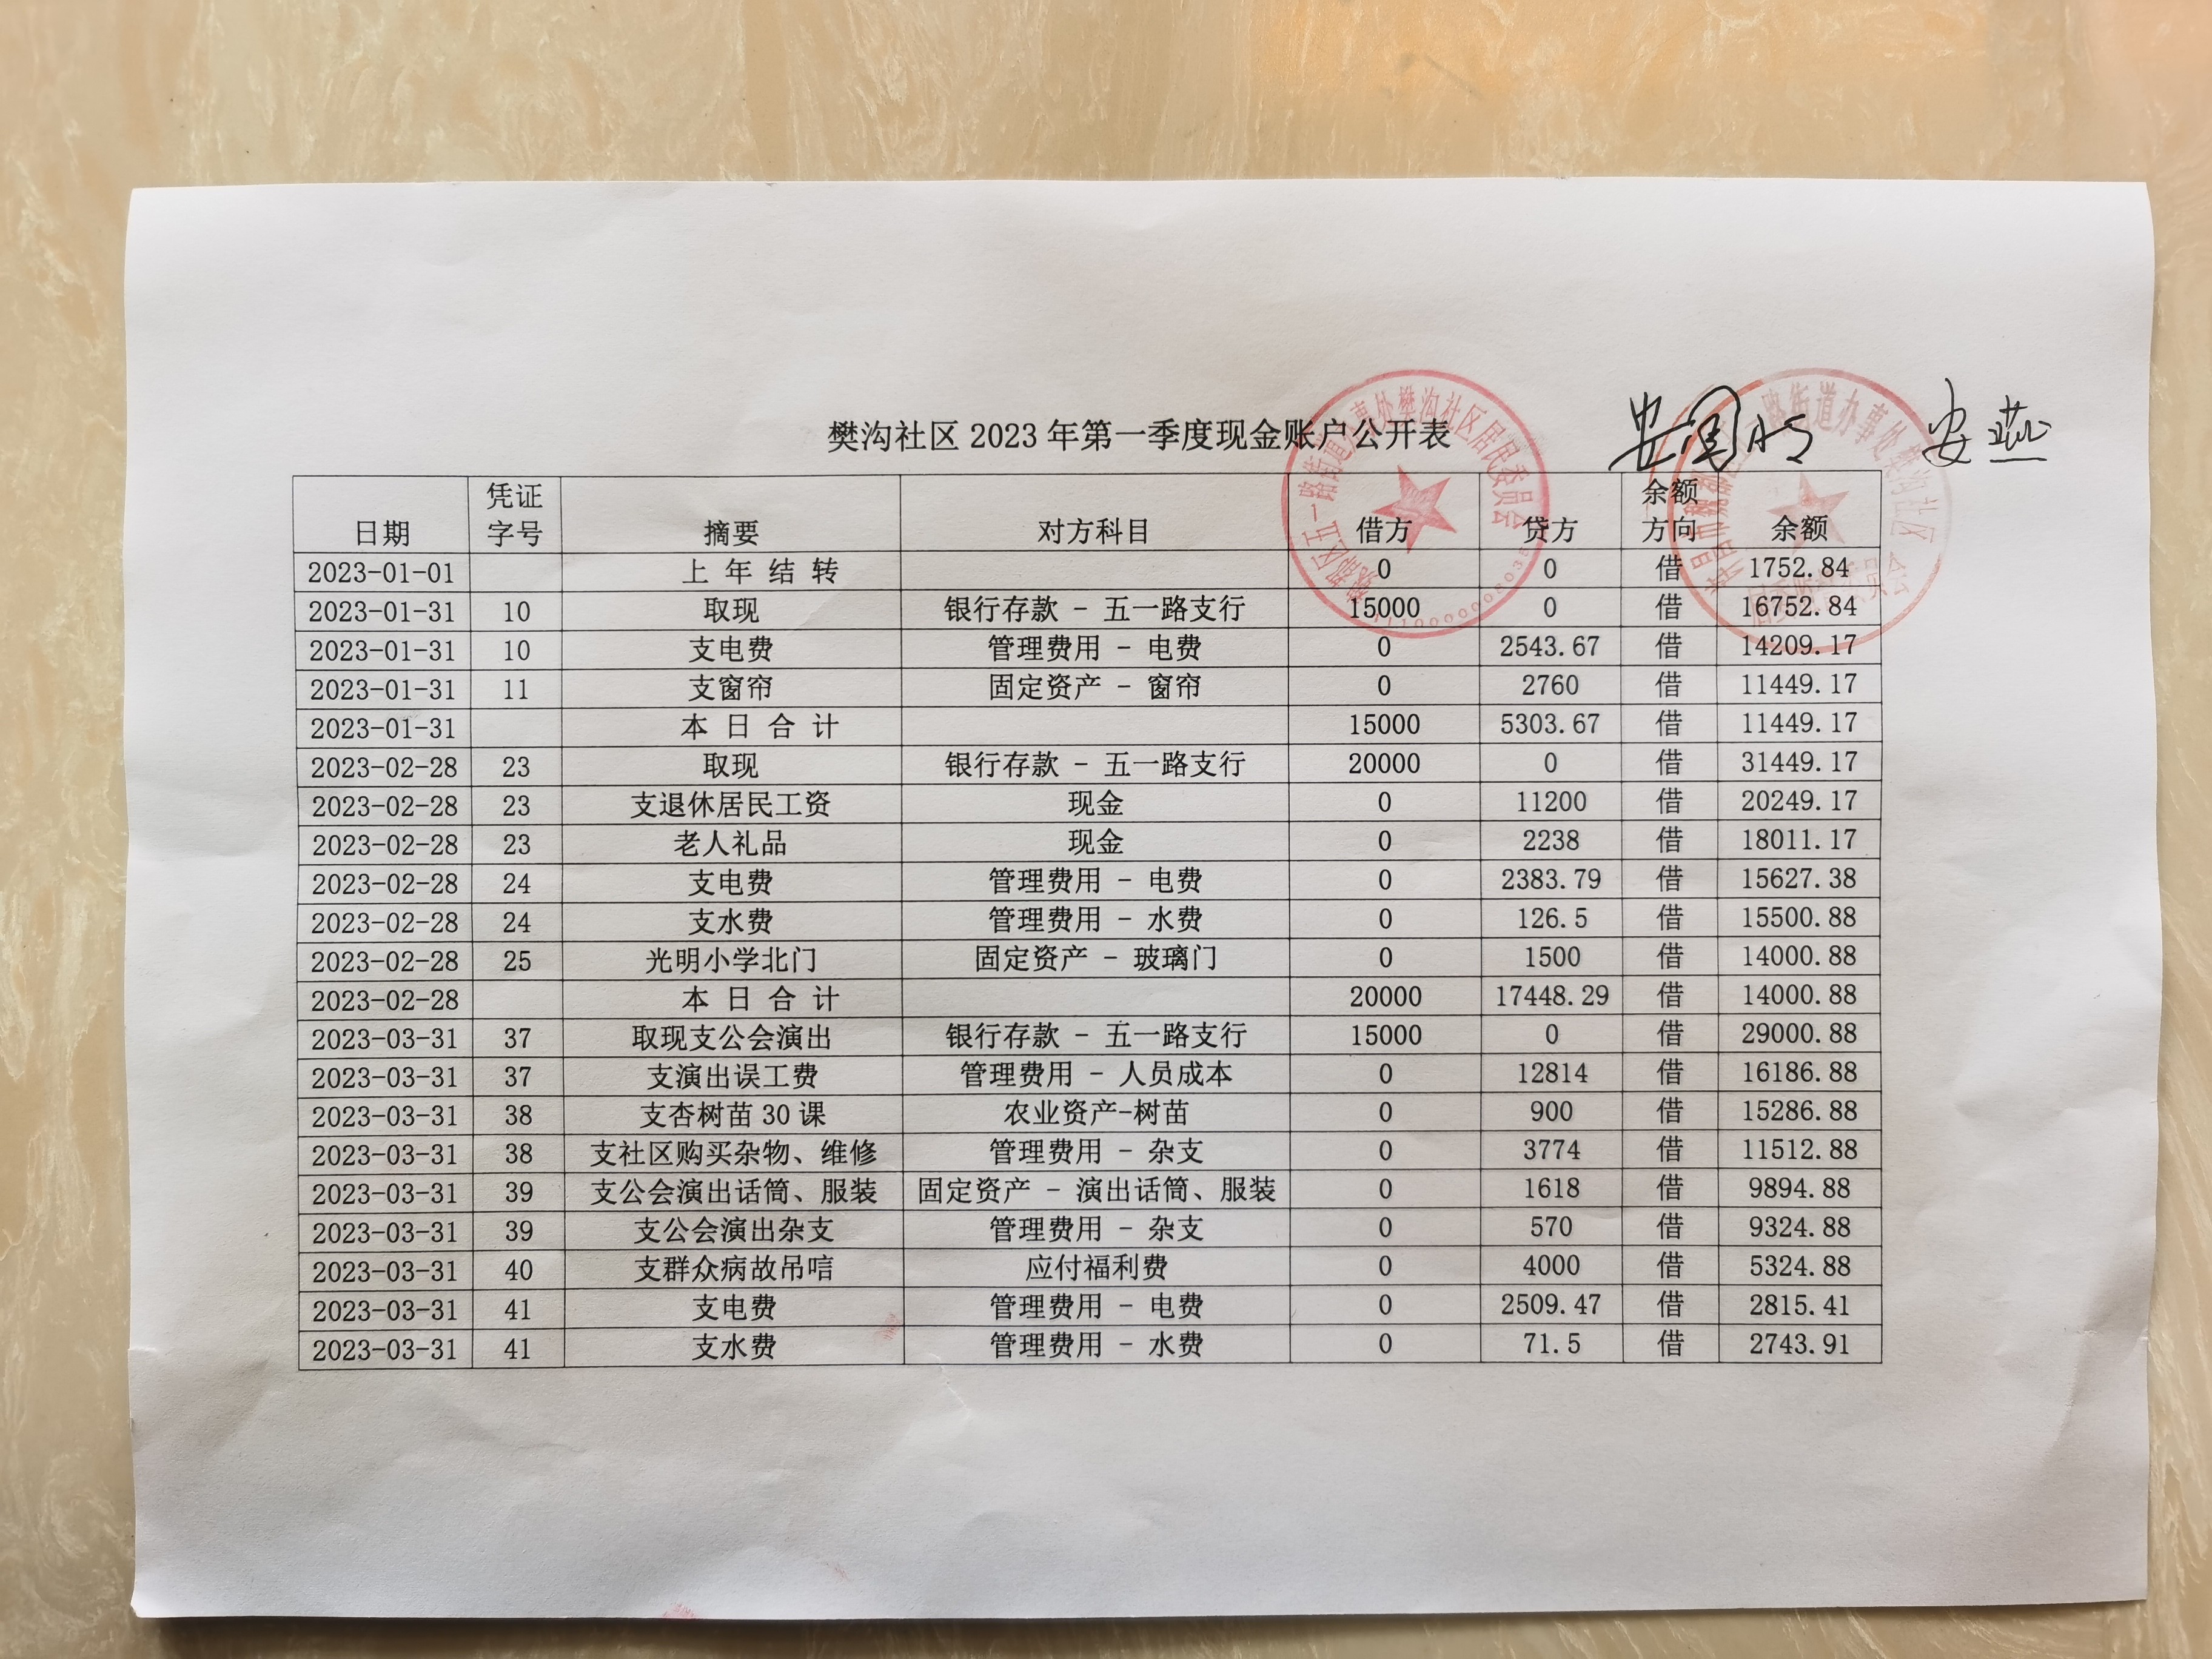 樊沟社区 2023 年第一季度现金账户公开表
安燕
日期 凭证字号 摘要 对方科目 借方 贷方 余额方向 余额
2023-01-01 上 年 结 转 0 0 借 1752.84
2023-01-31 10 取现 银行存款 - 五一路支行 15000 0 借 16752.84
2023-01-31 10 支电费 管理费用 - 电费 0 2543.67 借 14209.17
2023-01-31 11 支窗帘 固定资产 - 窗帘 0 2760 借 11449.17
2023-01-31 本 日 合 计 15000 5303.67 借 11449.17
2023-02-28 23 取现 银行存款 - 五一路支行 20000 0 借 31449.17
2023-02-28 23 支退休居民工资 现金 0 11200 借 20249.17
2023-02-28 23 老人礼品 现金 0 2238 借 18011.17
2023-02-28 24 支电费 管理费用 - 电费 0 2383.79 借 15627.38
2023-02-28 24 支水费 管理费用 - 水费 0 126.5 借 15500.88
2023-02-28 25 光明小学北门 固定资产 - 玻璃门 0 1500 借 14000.88
2023-02-28 本 日 合 计 20000 17448.29 借 14000.88
2023-03-31 37 取现支公会演出 银行存款 - 五一路支行 15000 0 借 29000.88
2023-03-31 37 支演出误工费 管理费用 - 人员成本 0 12814 借 16186.88
2023-03-31 38 支杏树苗 30 课 农业资产-树苗 0 900 借 15286.88
2023-03-31 38 支社区购买杂物、维修 管理费用 - 杂支 0 3774 借 11512.88
2023-03-31 39 支公会演出话筒、服装 固定资产 - 演出话筒、服装 0 1618 借 9894.88
2023-03-31 39 支公会演出杂支 管理费用 - 杂支 0 570 借 9324.88
2023-03-31 40 支群众病故吊唁 应付福利费 0 4000 借 5324.88
2023-03-31 41 支电费 管理费用 - 电费 0 2509.47 借 2815.41
2023-03-31 41 支水费 管理费用 - 水费 0 71.5 借 2743.91